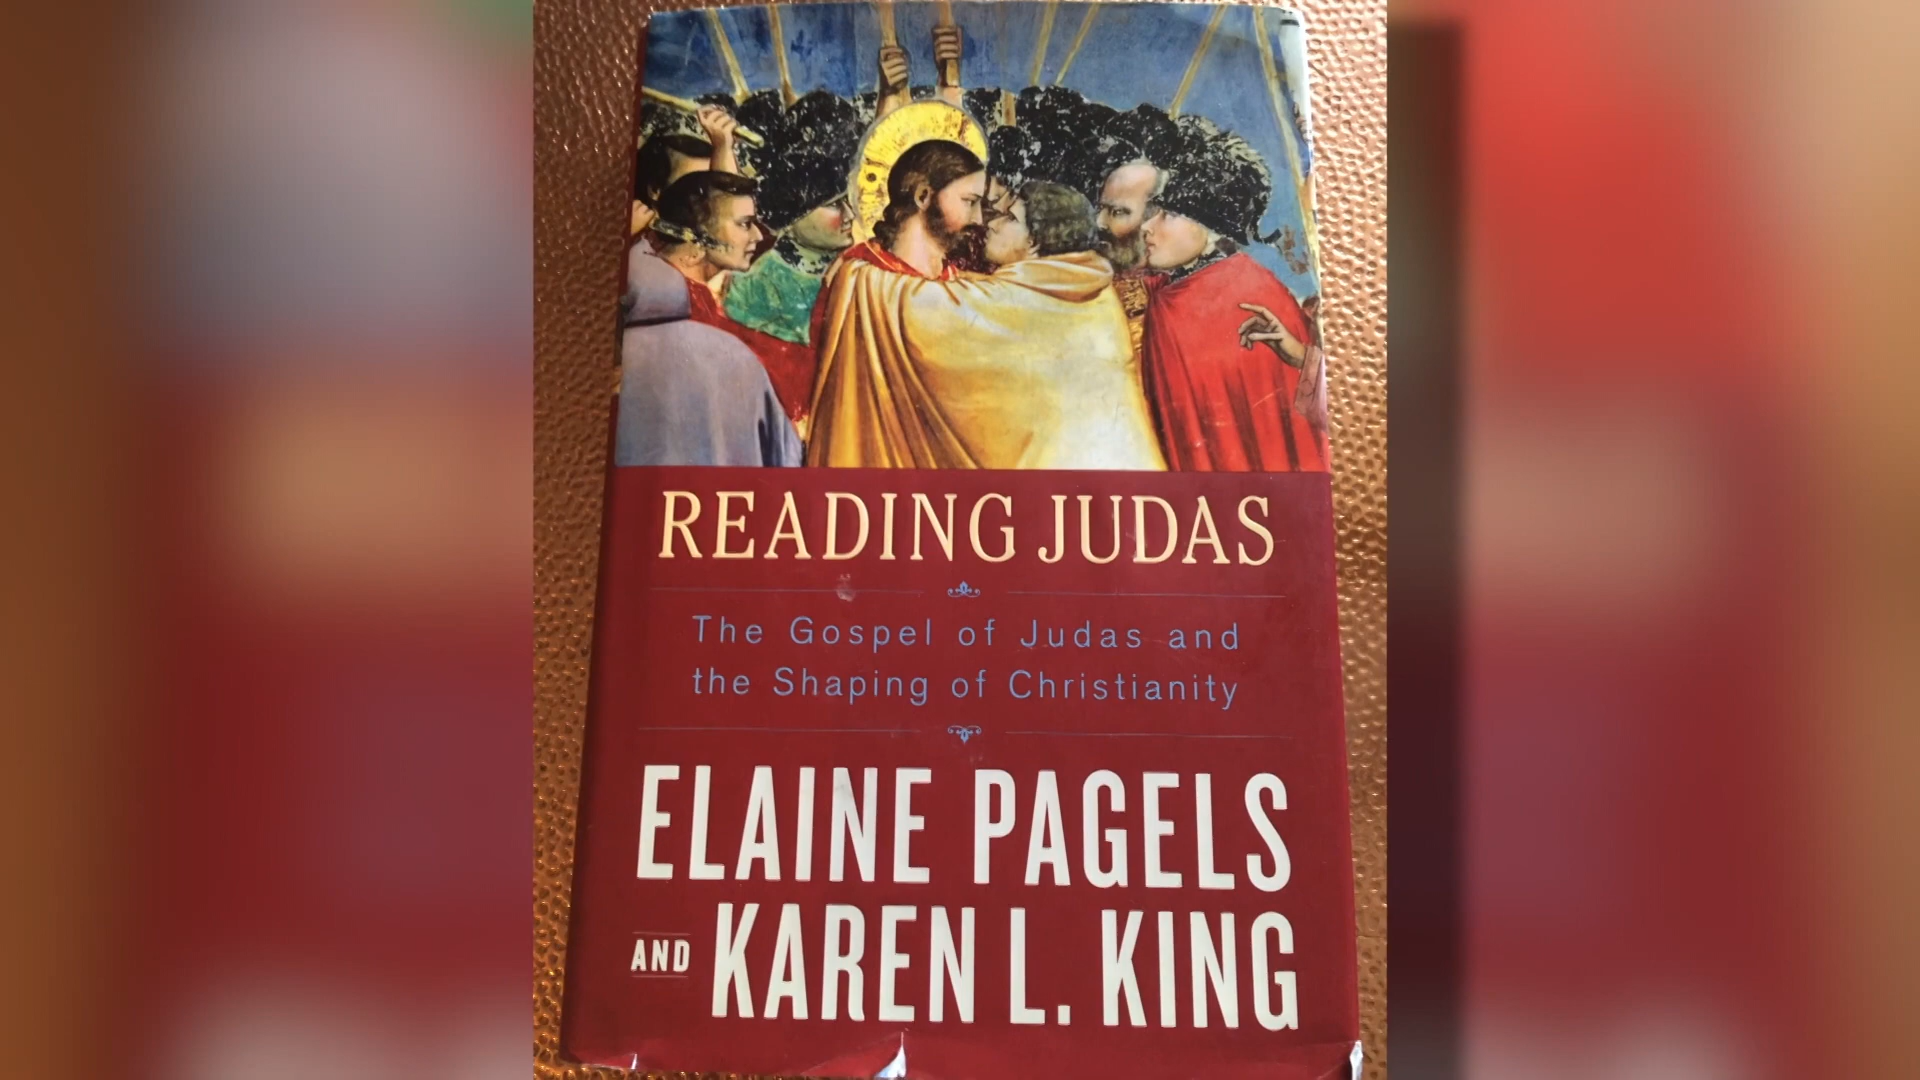 READING JUDAS
The Gospel of Judas and
the Shaping of Christianity
ELAINE PAGELS
AND KAREN L. KING